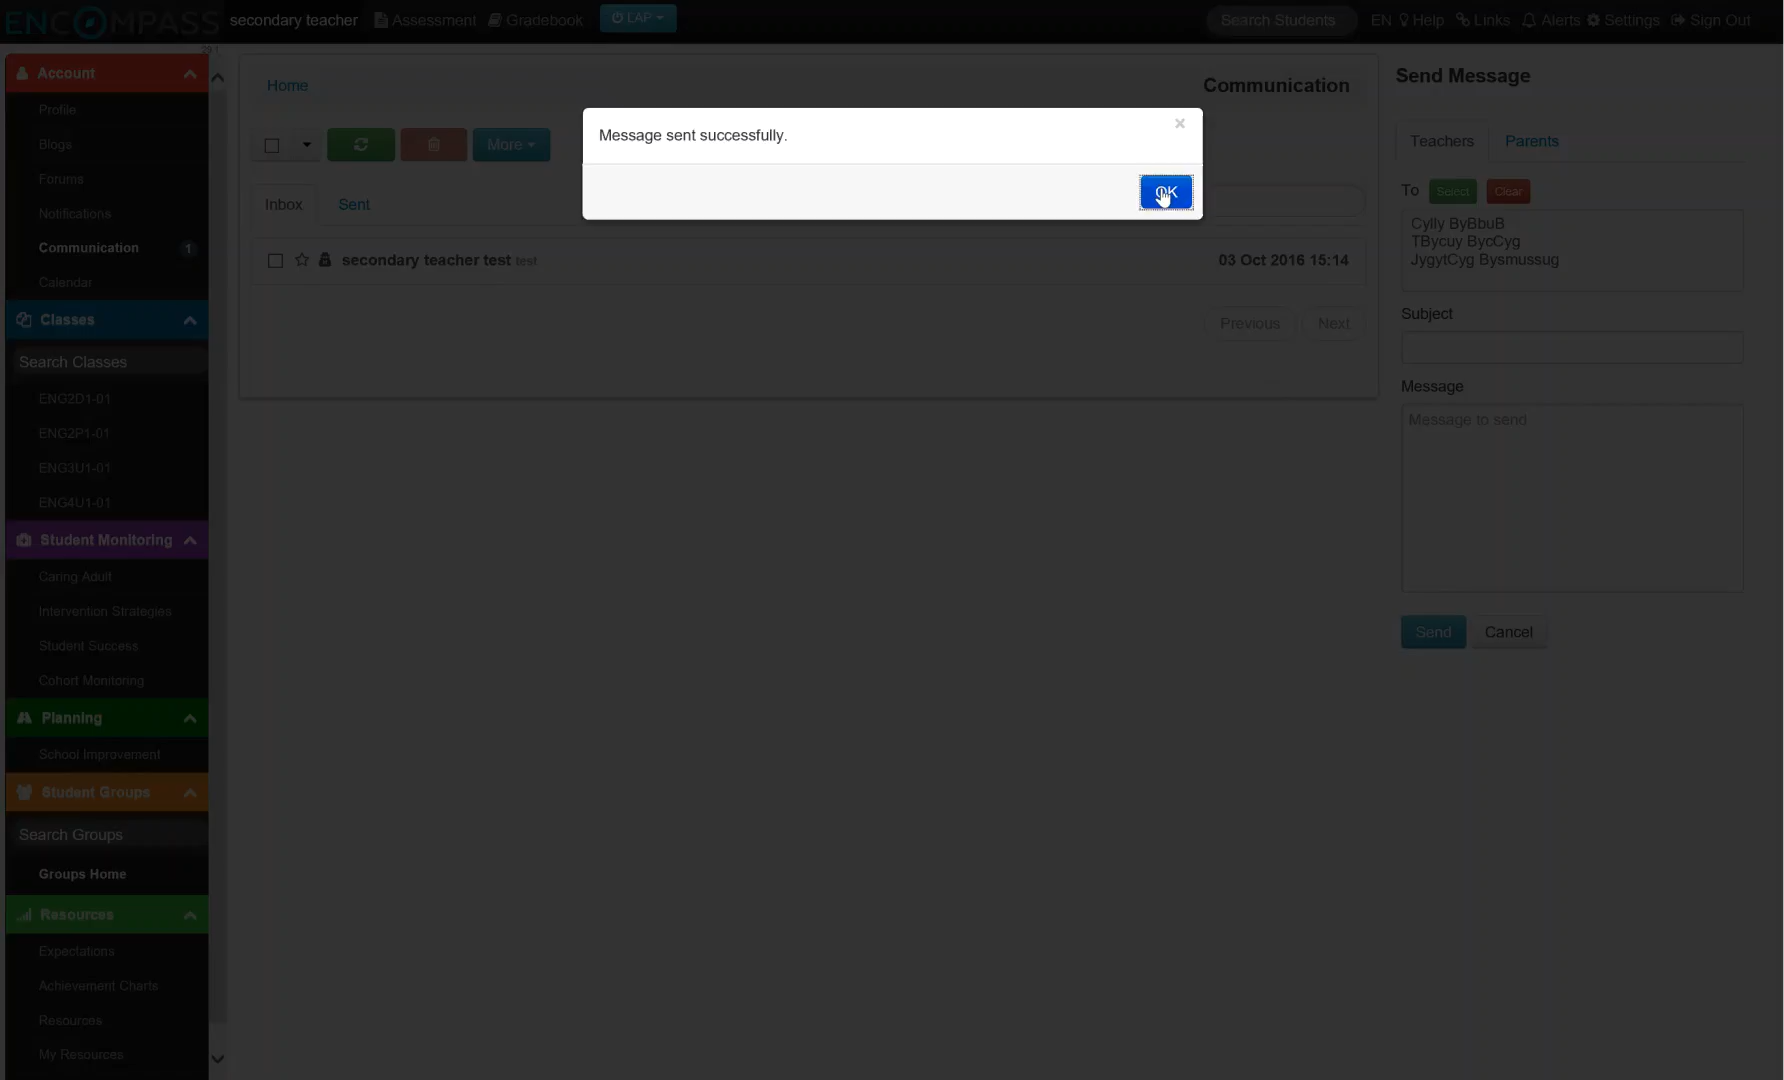 ENCOMPASS
secondary teacher
Assessment
Gradebook
LAP
Search Students
EN
Help
Links
Alerts
Settings
Sign Out
Account
Profile
Blogs
Forums
Notifications
Communication 1
Calendar
Classes
Search Classes
ENG2D1-01
ENG2P1-01
ENG3U1-01
ENG4U1-01
Student Monitoring
Caring Adult
Intervention Strategies
Student Success
Cohort Monitoring
Planning
School Improvement
Student Groups
Search Groups
Groups Home
Resources
Expectations
Achievement Charts
Resources
My Resources
Home
Communication
More
Inbox
Sent
secondary teacher test test
03 Oct 2016 15:14
Previous
Next
Message sent successfully.
×
OK
Send Message
Teachers
Parents
To
Select
Clear
Cylly ByBbuB
TBycuy BycCyg
JygytCyg Bysmussug
Subject
Message
Message to send
Send
Cancel